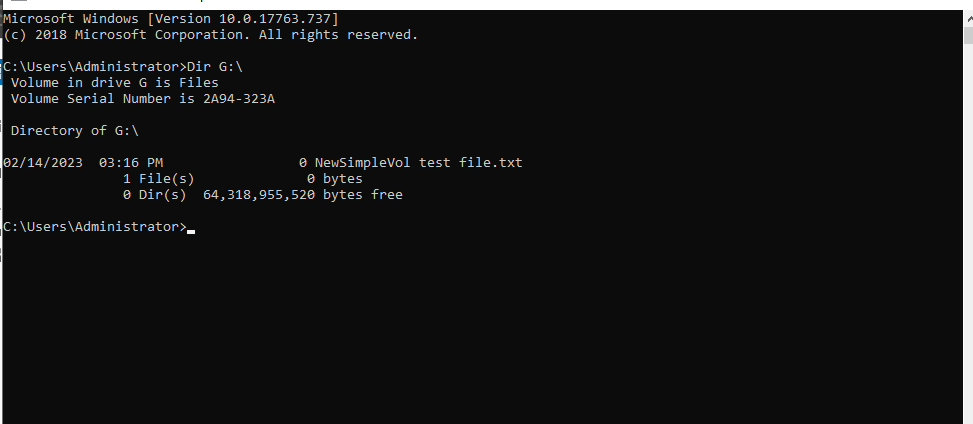 Microsoft Windows [Version 10.0.17763.737]
(c) 2018 Microsoft Corporation. All rights reserved.
C:\Users\Administrator>Dir G:\
Volume in drive G is Files
Volume Serial Number is 2A94-323A
Directory of G:\
02/14/2023  03:16 PM                 0 NewSimpleVol test file.txt
1 File(s)              0 bytes
0 Dir(s)  64,318,955,520 bytes free
C:\Users\Administrator>